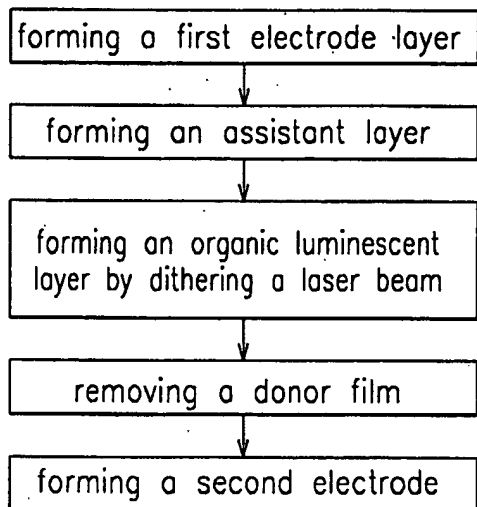 forming a first electrode layer
forming an assistant layer
forming an organic luminescent
layer by dithering a laser beam
removing a donor film
forming a second electrode